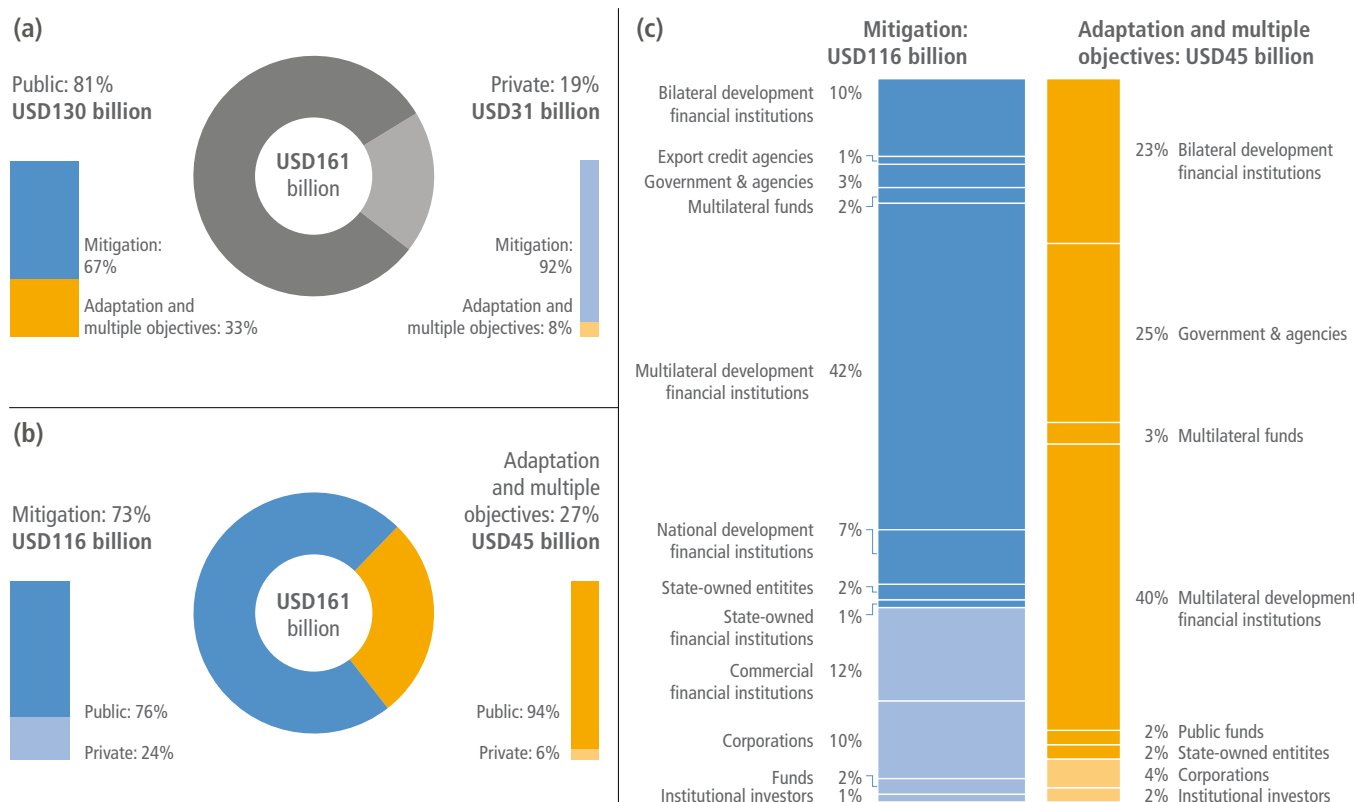 (a)
Public: 81%
USD130 billion
Private: 19%
USD31 billion
USD161
billion
Mitigation:
67%
Adaptation and
multiple objectives: 33%
Mitigation:
92%
Adaptation and
multiple objectives: 8%
(b)
Mitigation: 73%
USD116 billion
Adaptation
and multiple
objectives: 27%
USD45 billion
USD161
billion
Public: 76%
Private: 24%
Public: 94%
Private: 6%
(c)
Mitigation:
USD116 billion
Bilateral development 10%
financial institutions
Export credit agencies 1%
Government & agencies 3%
Multilateral funds 2%
Multilateral development 42%
financial institutions
National development 7%
financial institutions
State-owned entitites 2%
State-owned 1%
financial institutions
Commercial 12%
financial institutions
Corporations 10%
Funds 2%
Institutional investors 1%
Adaptation and multiple
objectives: USD45 billion
23% Bilateral development
financial institutions
25% Government & agencies
3% Multilateral funds
40% Multilateral development
financial institutions
2% Public funds
2% State-owned entitites
4% Corporations
2% Institutional investors